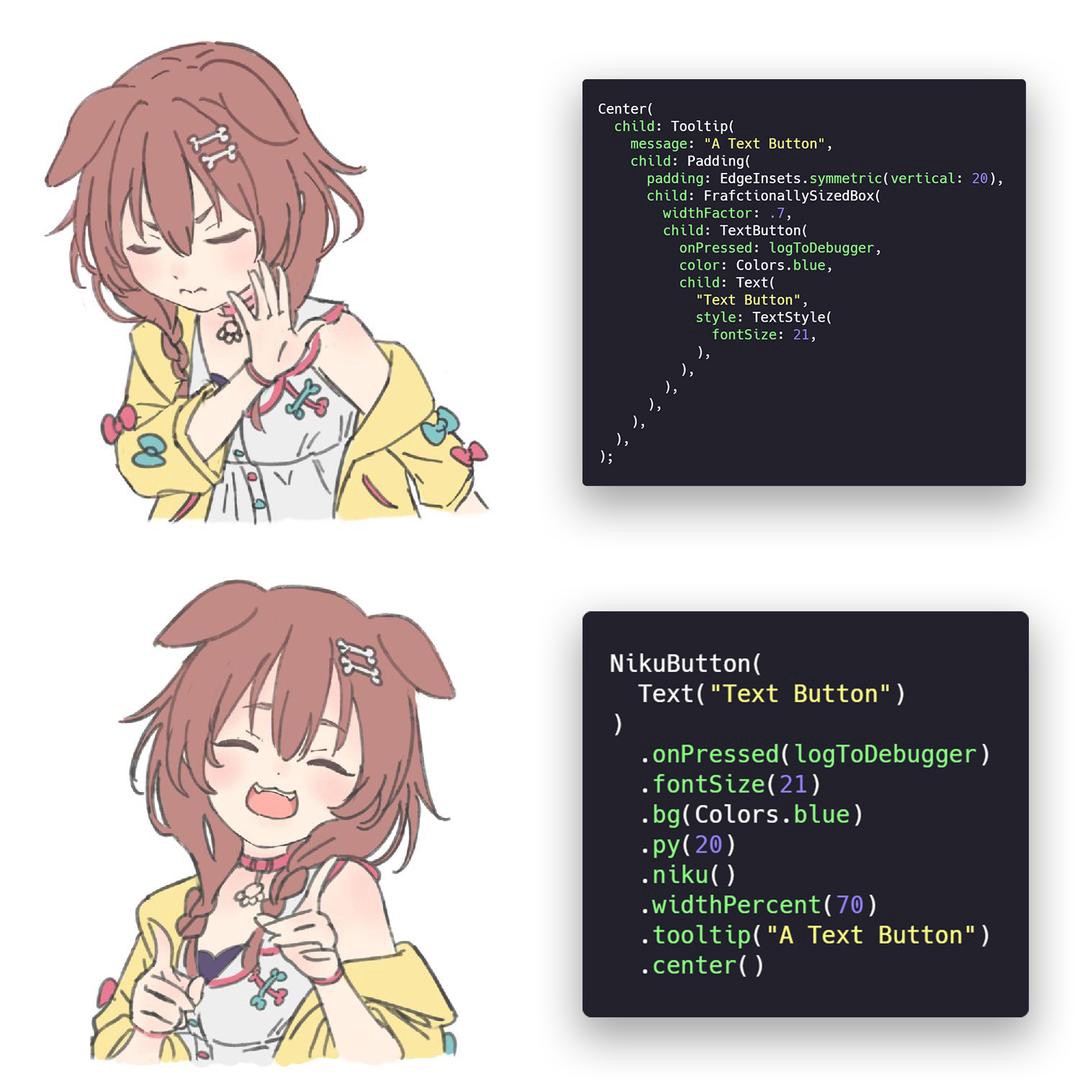 Center(
  child: Tooltip(
    message: "A Text Button",
    child: Padding(
      padding: EdgeInsets.symmetric(vertical: 20),
      child: FrafctionallySizedBox(
        widthFactor: .7,
        child: TextButton(
          onPressed: logToDebugger,
          color: Colors.blue,
          child: Text(
            "Text Button",
            style: TextStyle(
              fontSize: 21,
            ),
          ),
        ),
      ),
    ),
  ),
);
NikuButton(
  Text("Text Button")
)
  .onPressed(logToDebugger)
  .fontSize(21)
  .bg(Colors.blue)
  .py(20)
  .niku()
  .widthPercent(70)
  .tooltip("A Text Button")
  .center()